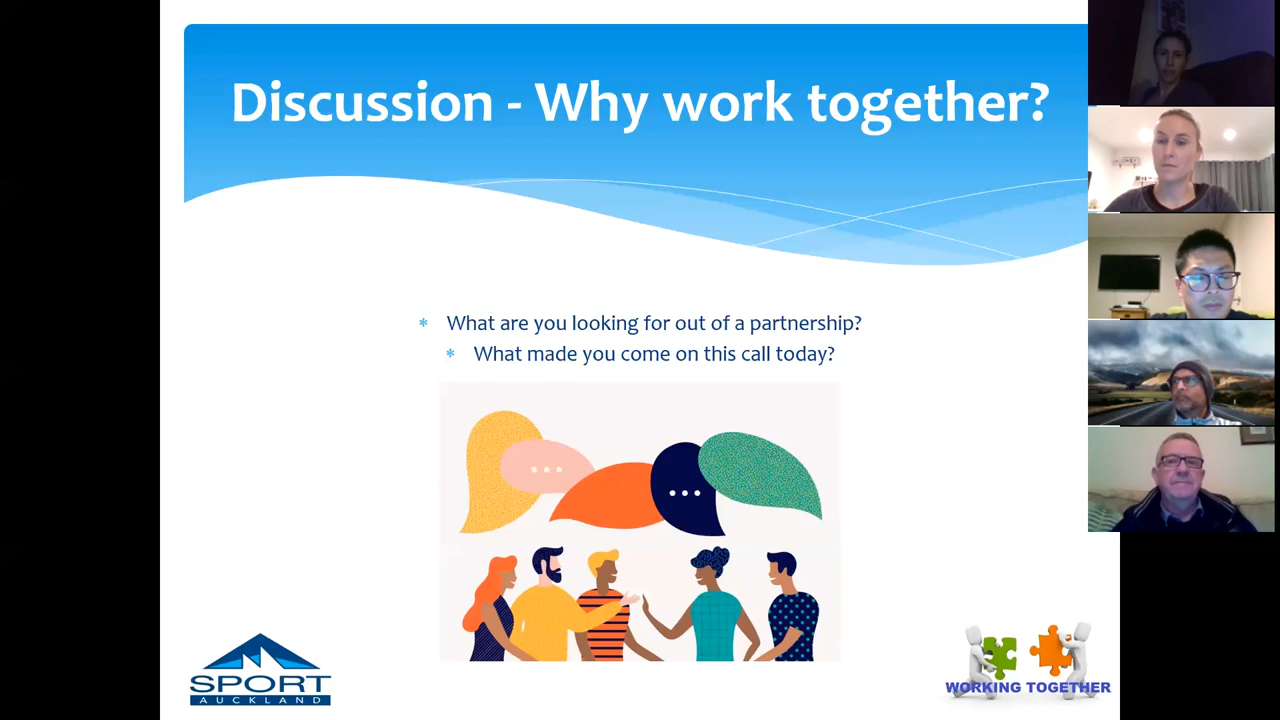 Discussion - Why work together?
* What are you looking for out of a partnership?
* What made you come on this call today?
SPORT
AUCKLAND
WORKING TOGETHER